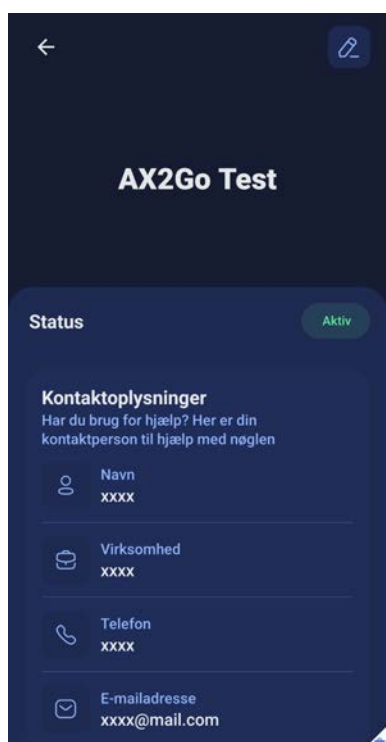 AX2Go Test
Status
Aktiv
Kontaktoplysninger
Har du brug for hjælp? Her er din
kontaktperson til hjælp med nøglen
Navn
xxxx
Virksomhed
xxxx
Telefon
xxxx
E-mailadresse
xxxx@mail.com